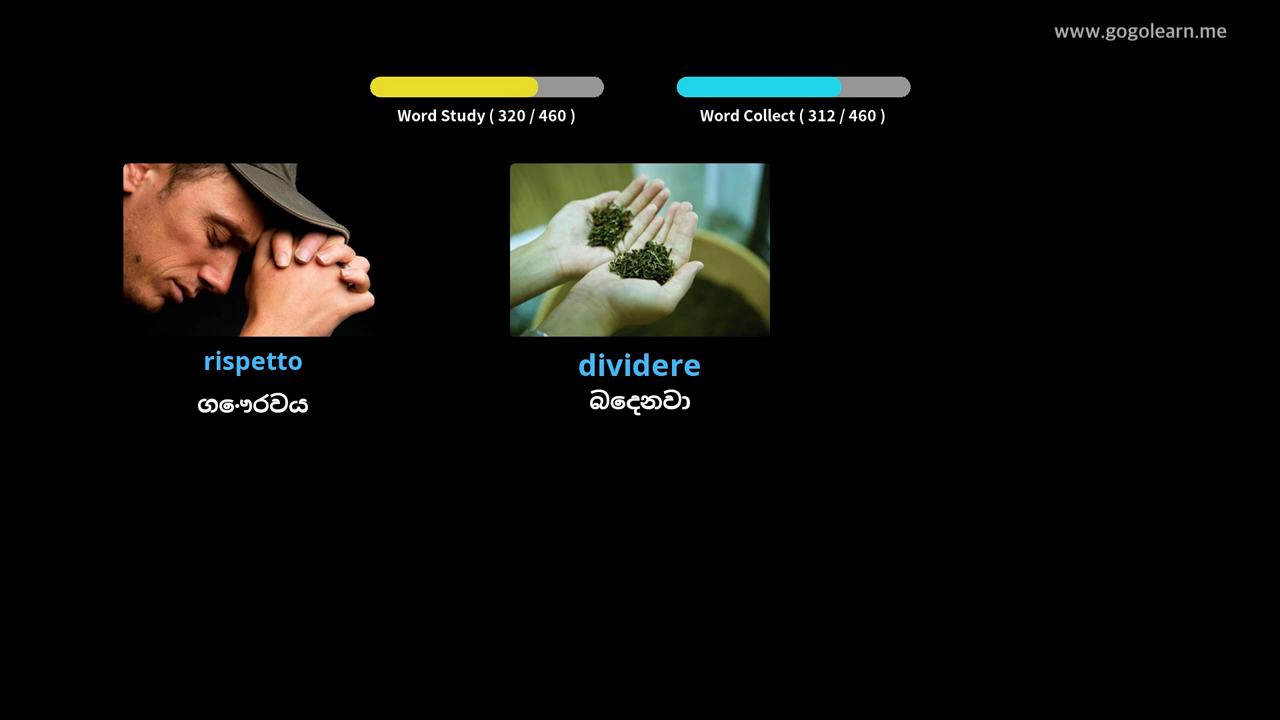 www.gogolearn.me
Word Study ( 320 / 460 )
Word Collect ( 312 / 460 )
rispetto
ගෞරවය
dividere
බෙදනවා